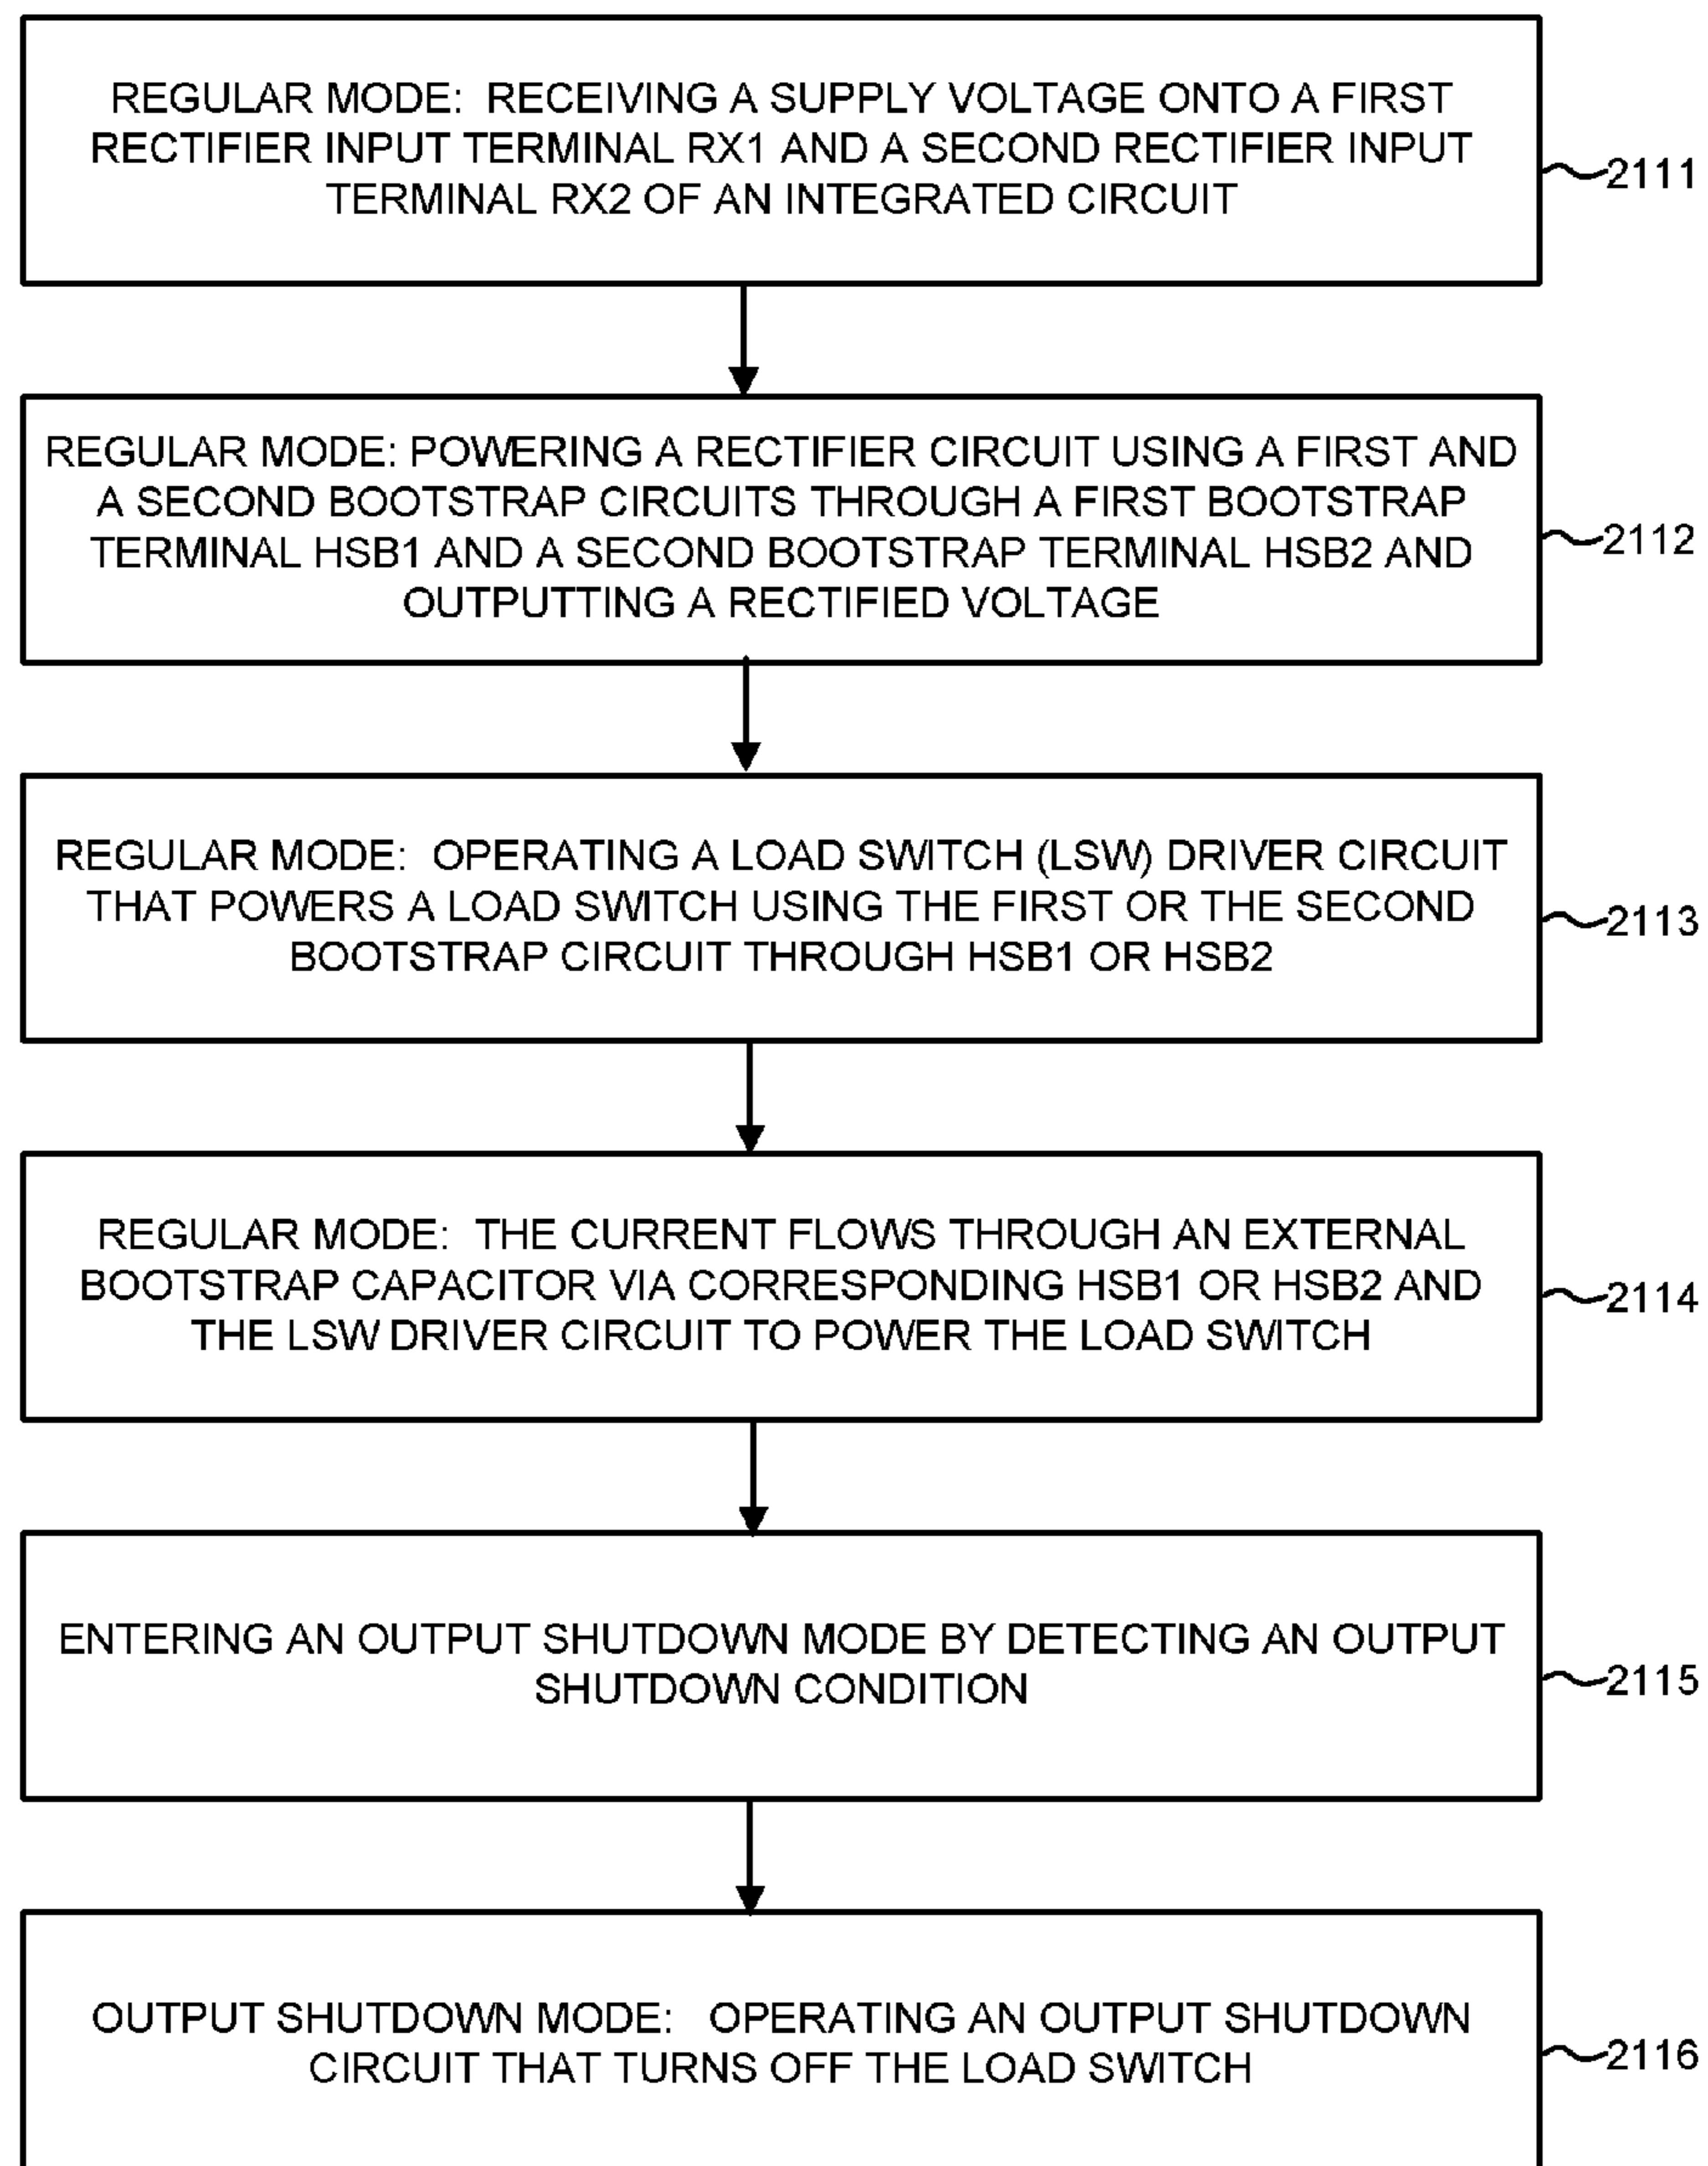 REGULAR MODE: RECEIVING A SUPPLY VOLTAGE ONTO A FIRST
RECTIFIER INPUT TERMINAL RX1 AND A SECOND RECTIFIER INPUT
TERMINAL RX2 OF AN INTEGRATED CIRCUIT
2111
REGULAR MODE: POWERING A RECTIFIER CIRCUIT USING A FIRST AND
A SECOND BOOTSTRAP CIRCUITS THROUGH A FIRST BOOTSTRAP
TERMINAL HSB1 AND A SECOND BOOTSTRAP TERMINAL HSB2 AND
OUTPUTTING A RECTIFIED VOLTAGE
2112
REGULAR MODE: OPERATING A LOAD SWITCH (LSW) DRIVER CIRCUIT
THAT POWERS A LOAD SWITCH USING THE FIRST OR THE SECOND
BOOTSTRAP CIRCUIT THROUGH HSB1 OR HSB2
2113
REGULAR MODE: THE CURRENT FLOWS THROUGH AN EXTERNAL
BOOTSTRAP CAPACITOR VIA CORRESPONDING HSB1 OR HSB2 AND
THE LSW DRIVER CIRCUIT TO POWER THE LOAD SWITCH
2114
ENTERING AN OUTPUT SHUTDOWN MODE BY DETECTING AN OUTPUT
SHUTDOWN CONDITION
2115
OUTPUT SHUTDOWN MODE: OPERATING AN OUTPUT SHUTDOWN
CIRCUIT THAT TURNS OFF THE LOAD SWITCH
2116